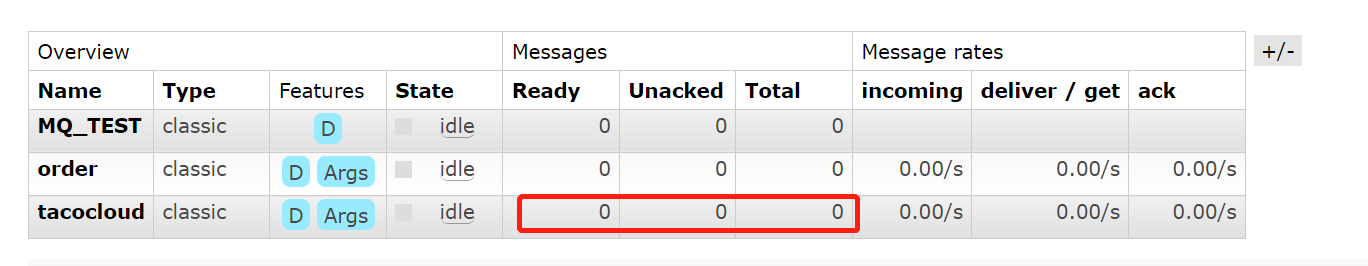 Overview Messages Message rates +/-
Name Type Features State Ready Unacked Total incoming deliver / get ack
MQ_TEST classic D idle 0 0 0
order classic D Args idle 0 0 0 0.00/s 0.00/s 0.00/s
tacocloud classic D Args idle 0 0 0 0.00/s 0.00/s 0.00/s